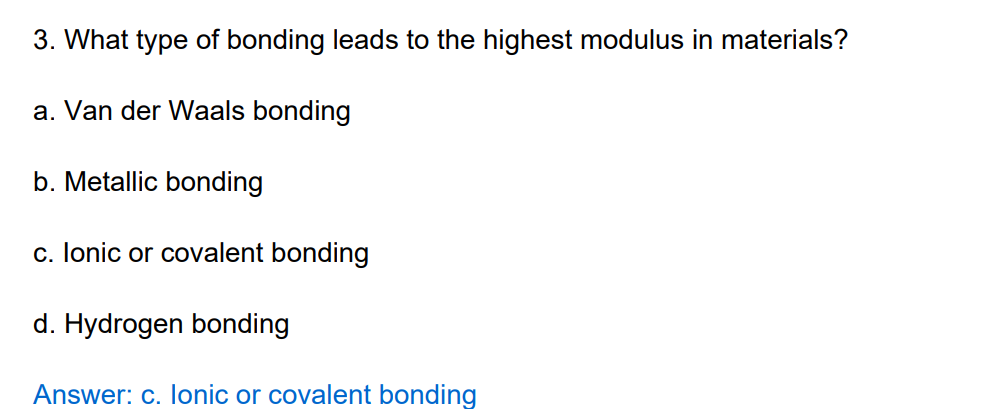 3. What type of bonding leads to the highest modulus in materials?
a. Van der Waals bonding
b. Metallic bonding
c. Ionic or covalent bonding
d. Hydrogen bonding
Answer: c. Ionic or covalent bonding